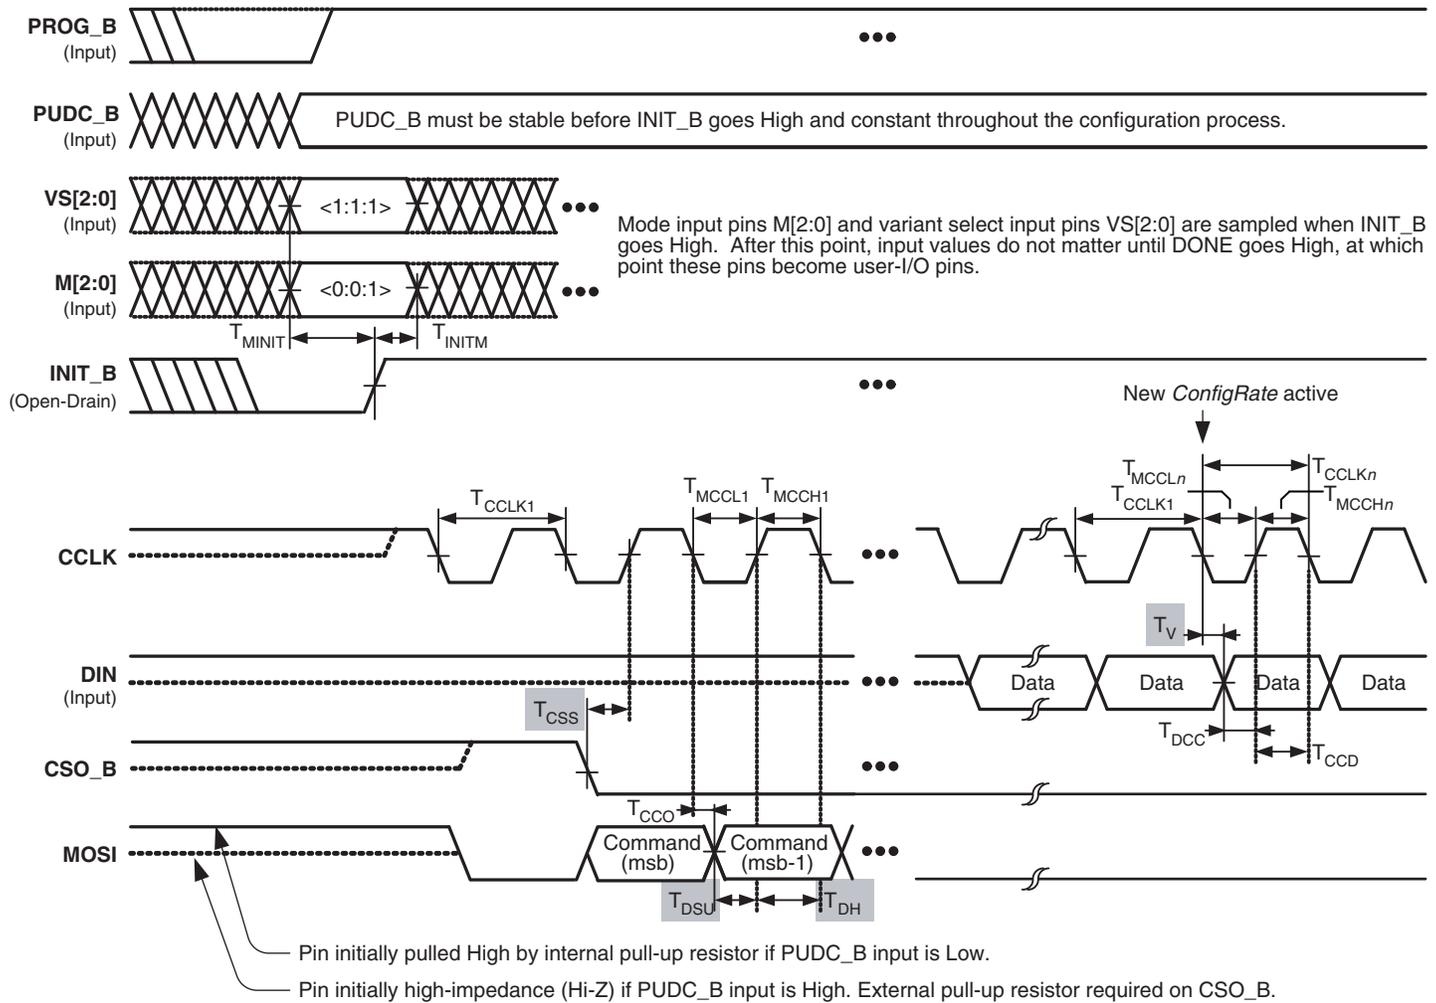 PROG_B
(Input)
PUDC_B
(Input)
PUDC_B must be stable before INIT_B goes High and constant throughout the configuration process.
VS[2:0]
(Input)
<1:1:1>
Mode input pins M[2:0] and variant select input pins VS[2:0] are sampled when INIT_B
goes High. After this point, input values do not matter until DONE goes High, at which
point these pins become user-I/O pins.
M[2:0]
(Input)
<0:0:1>
TMINIT
TINITM
INIT_B
(Open-Drain)
New ConfigRate active
TMCCLn
TCCLKn
TCCLK1
TMCCL1
TMCCH1
TCCLK1
TMCCHn
CCLK
TV
DIN
(Input)
Data
Data
Data
Data
TCSS
TDCC
TCCD
CSO_B
TCCO
MOSI
Command
(msb)
Command
(msb-1)
TDSU
TDH
Pin initially pulled High by internal pull-up resistor if PUDC_B input is Low.
Pin initially high-impedance (Hi-Z) if PUDC_B input is High. External pull-up resistor required on CSO_B.